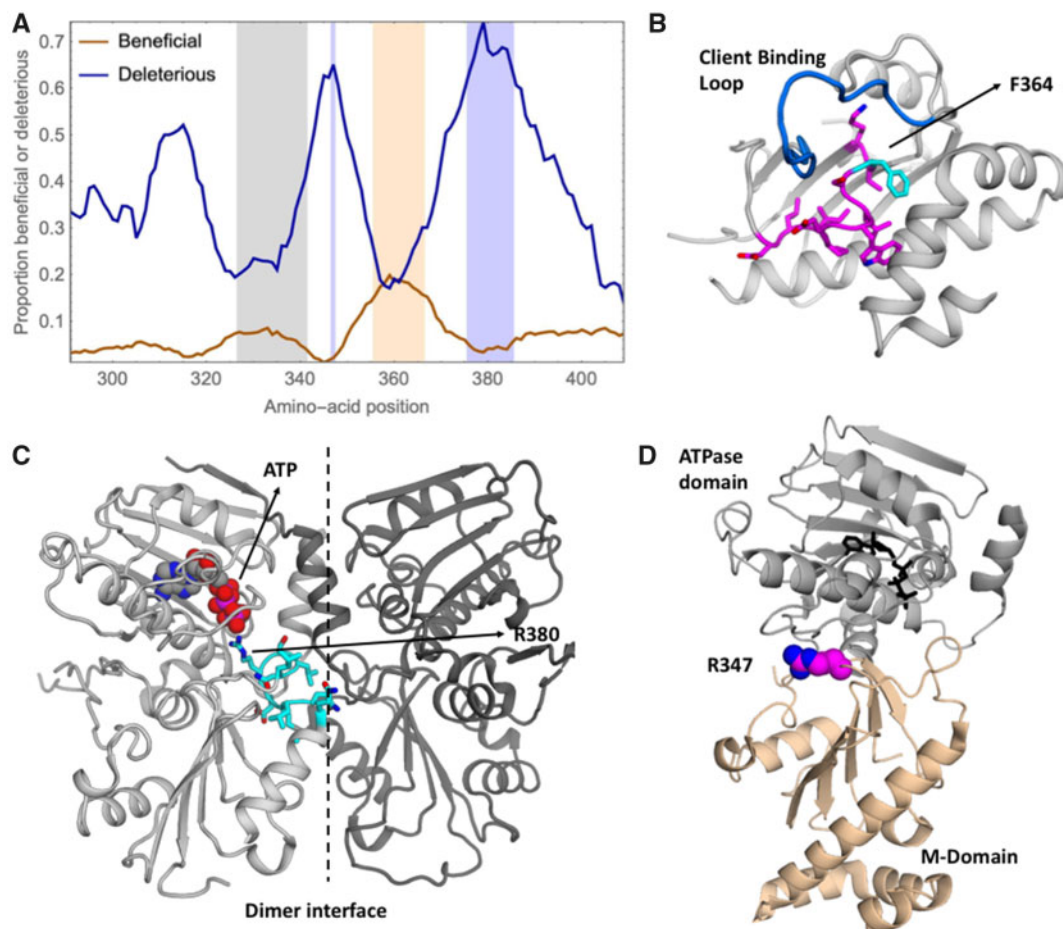 A
Beneficial
Deleterious
0.7
0.6
0.5
0.4
0.3
0.2
0.1
Proportion beneficial or deleterious
300
320
340
360
380
400
Amino-acid position
B
Client Binding
Loop
F364
C
ATP
R380
Dimer interface
D
ATPase
domain
R347
M-Domain